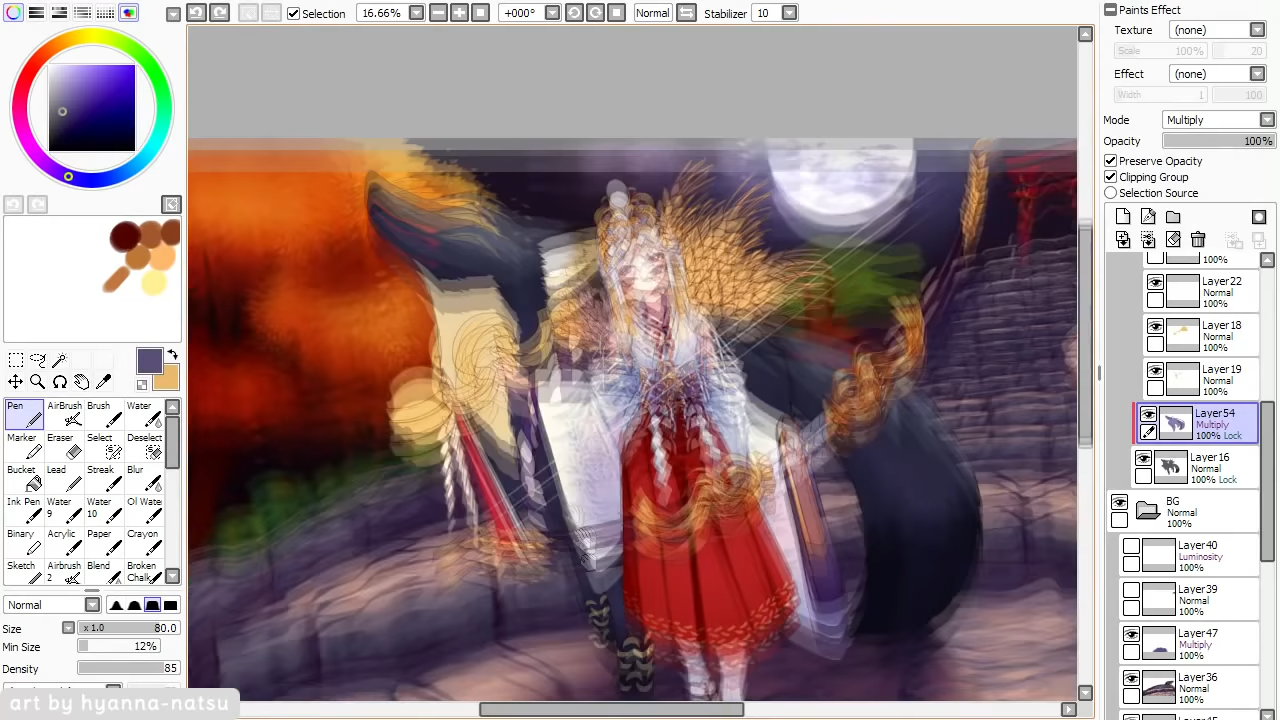 Selection 16.66% +000° Normal Stabilizer 10
Paints Effect
Texture (none)
Scale 100% 20
Effect (none)
Width 1 100
Mode Multiply
Opacity 100%
Preserve Opacity
Clipping Group
Selection Source
100%
Layer22
Normal
100%
Layer18
Normal
100%
Layer19
Normal
100%
Layer54
Multiply
100% Lock
Layer16
Normal
100% Lock
BG
Normal
100%
Layer40
Luminosity
100%
Layer39
Normal
100%
Layer47
Multiply
100%
Layer36
Normal
100%
Pen AirBrush Brush Water
Marker Eraser Select Deselect
Bucket Lead Streak Blur
Ink Pen Water 9 Water 10 Oil Water
Binary Acrylic Paper Crayon
Sketch Airbrush 2 Blend Broken Chalk
Normal
Size x 1.0 80.0
Min Size 12%
Density 85
art by hyanna-natsu